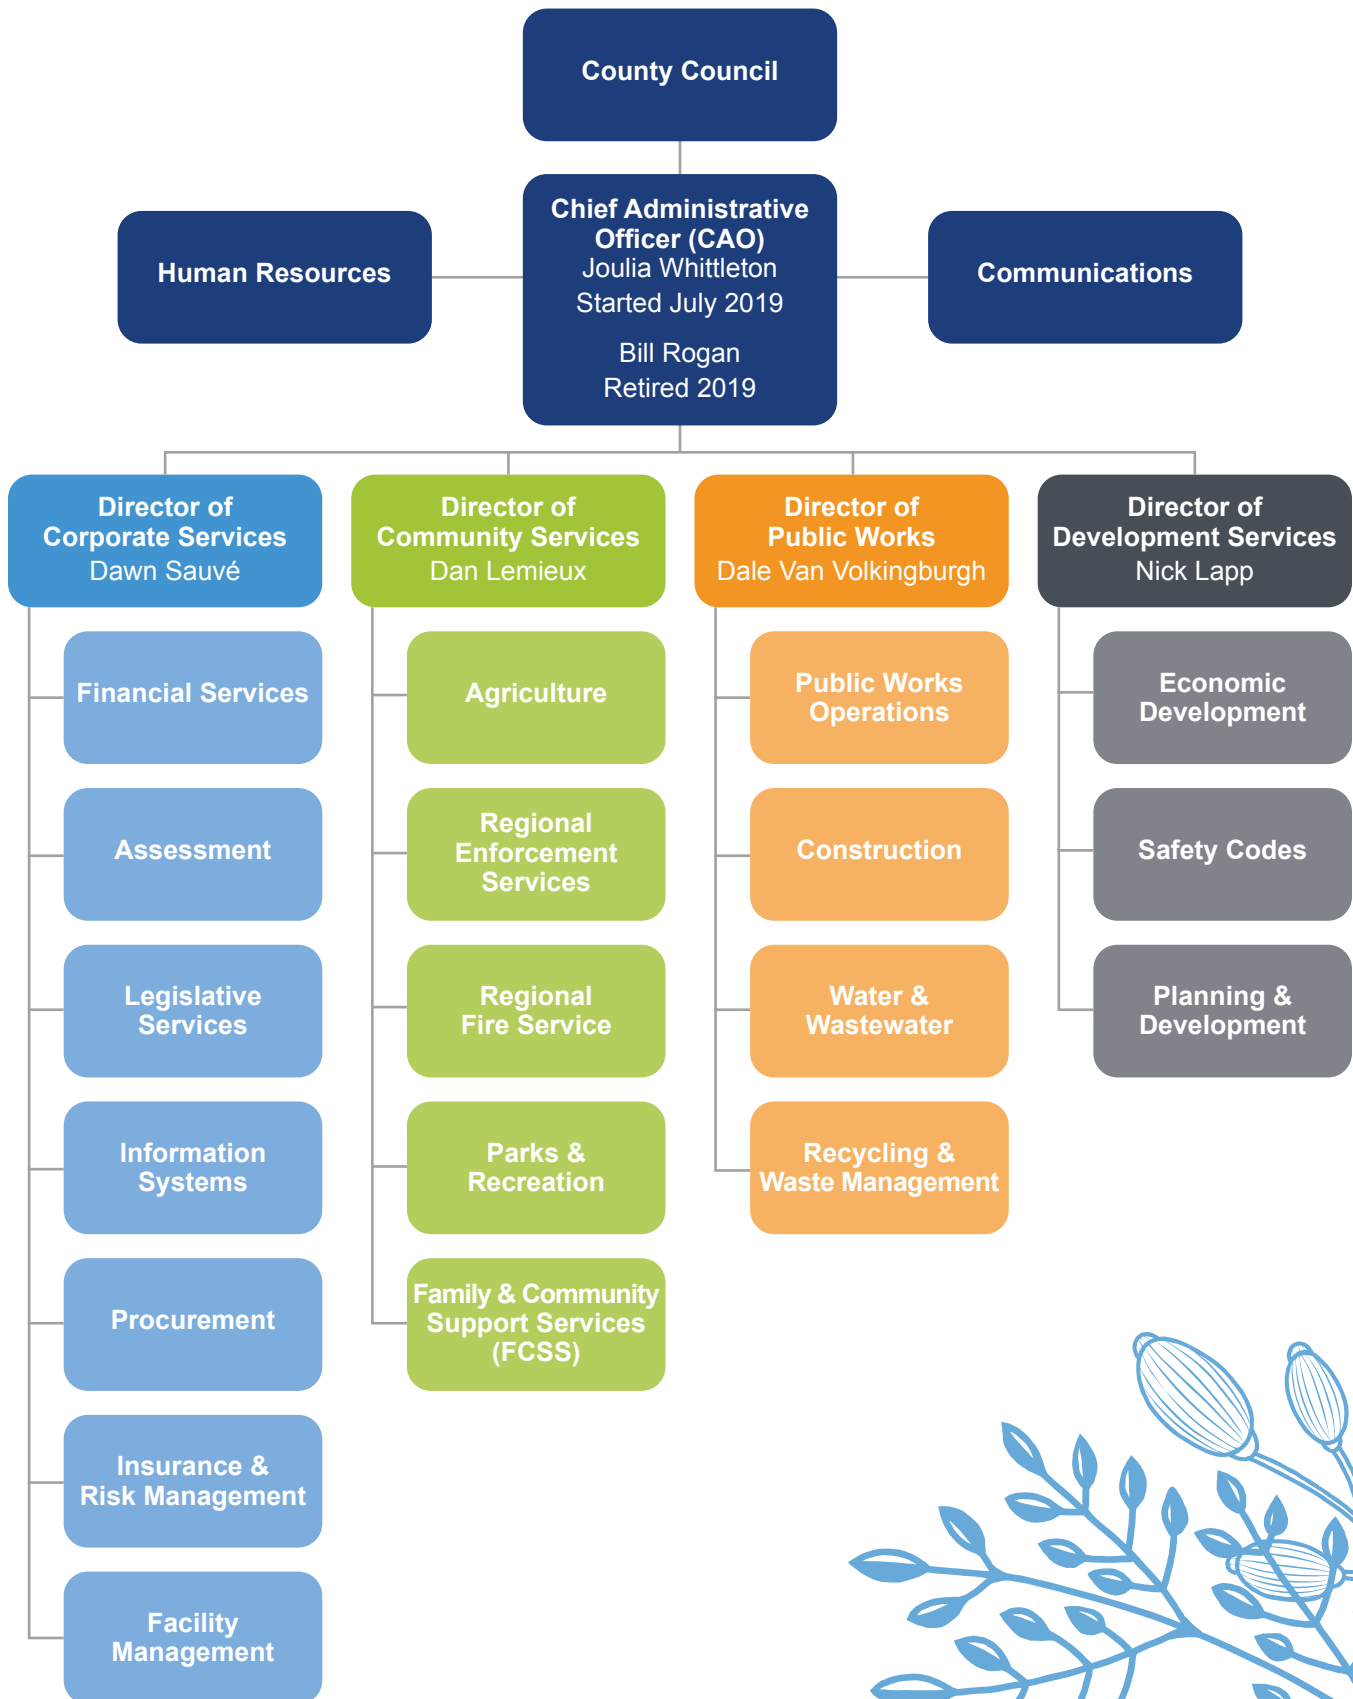 County Council
Chief Administrative
Officer (CAO)
Joulia Whittleton
Started July 2019
Bill Rogan
Retired 2019
Human Resources
Communications
Director of
Corporate Services
Dawn Sauvé
Financial Services
Assessment
Legislative
Services
Information
Systems
Procurement
Insurance &
Risk Management
Facility
Management
Director of
Community Services
Dan Lemieux
Agriculture
Regional
Enforcement
Services
Regional
Fire Service
Parks &
Recreation
Family & Community
Support Services
(FCSS)
Director of
Public Works
Dale Van Volkingburgh
Public Works
Operations
Construction
Water &
Wastewater
Recycling &
Waste Management
Director of
Development Services
Nick Lapp
Economic
Development
Safety Codes
Planning &
Development